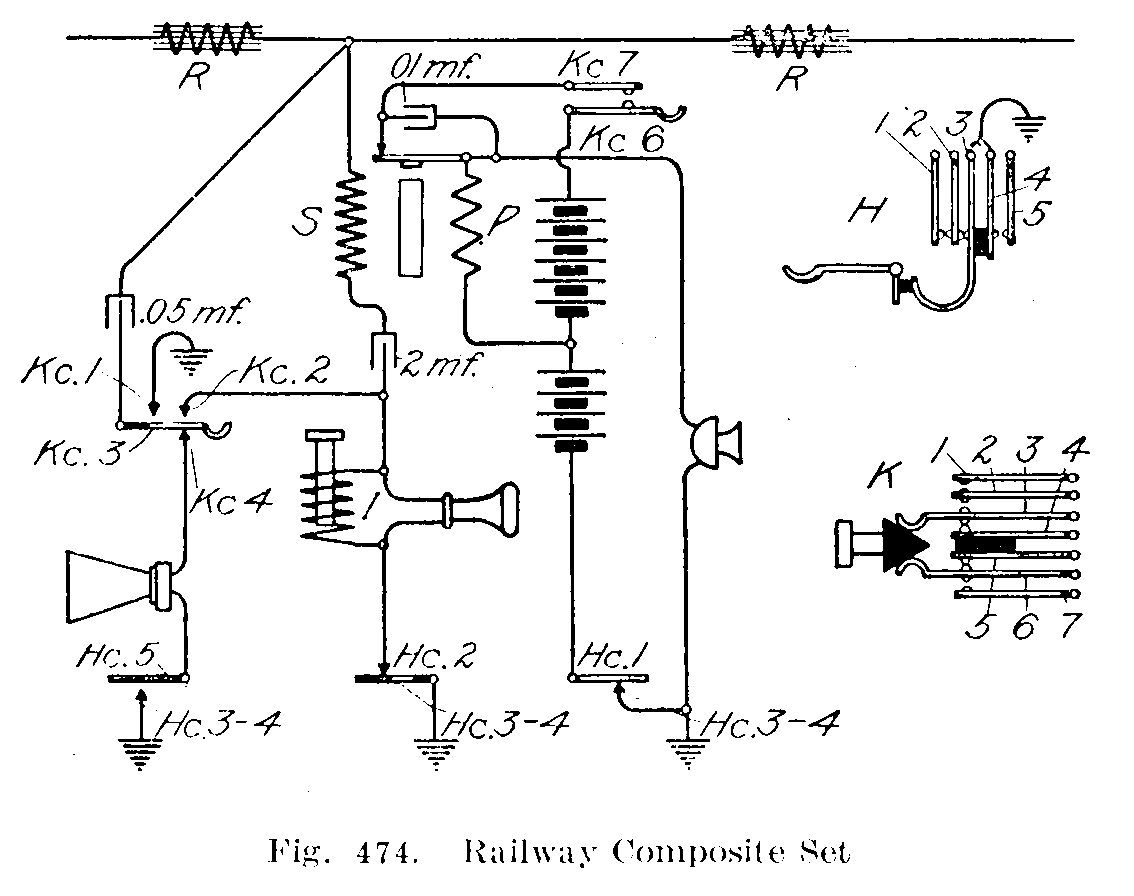 R
R
01 mf.
Kc 7
Kc 6
S
P
.05 mf.
Kc. 1
Kc. 2
2 mf.
Kc. 3
Kc 4
I
Hc. 5
Hc. 2
Hc. 1
Hc. 3-4
Hc. 3-4
Hc. 3-4
1 2 3
4
5
H
K
1 2 3 4
5 6 7
Fig. 474. Railway Composite Set